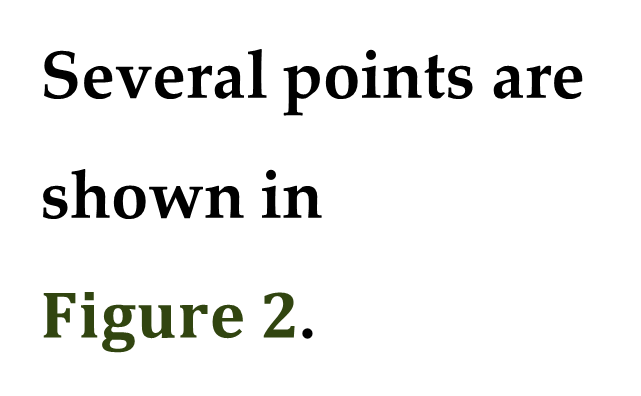 Several points are
shown in
Figure 2.